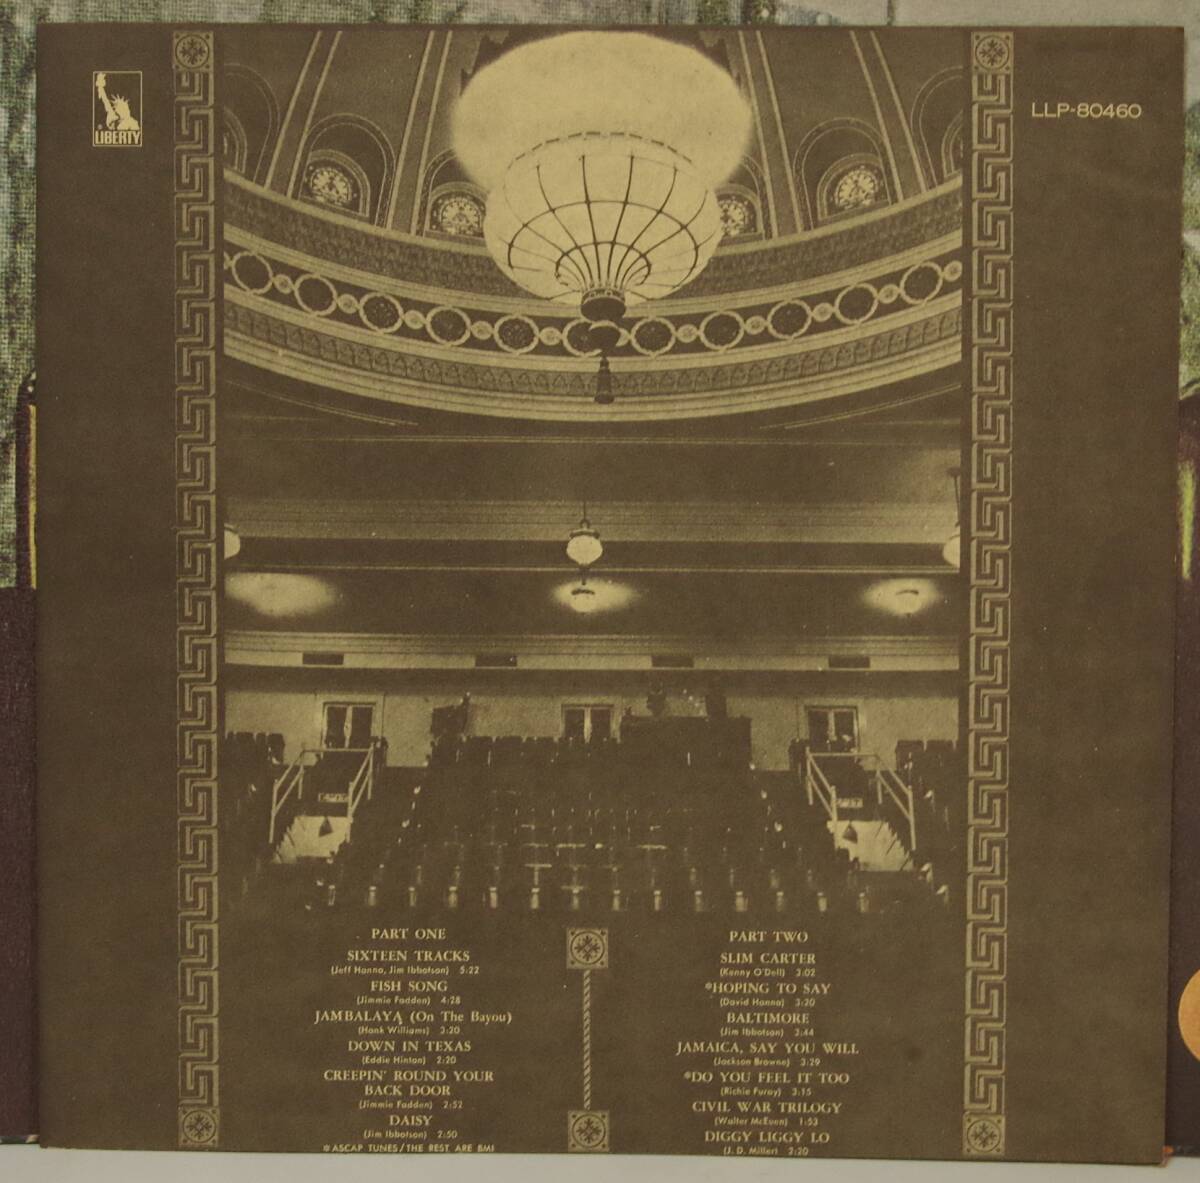 LIBERTY
LLP-80460
PART ONE
SIXTEEN TRACKS
(Jeff Hanna, Jim Ibbotson) 5:22
FISH SONG
(Jimmie Fadden) 4:28
JAMBALAYA (On The Bayou)
(Hank Williams) 3:20
DOWN IN TEXAS
(Eddie Hinton) 2:20
CREEPIN' ROUND YOUR
BACK DOOR
(Jimmie Fadden) 2:52
DAISY
(Jim Ibbotson) 2:50
*ASCAP TUNES/THE REST ARE BMI
PART TWO
SLIM CARTER
(Kenny O'Dell) 3:02
*HOPING TO SAY
(David Hanna) 3:20
BALTIMORE
(Jim Ibbotson) 3:44
JAMAICA, SAY YOU WILL
(Jackson Browne) 3:29
*DO YOU FEEL IT TOO
(Richie Furay) 3:15
CIVIL WAR TRILOGY
(Walter McEuen) 1:53
DIGGY LIGGY LO
(J. D. Miller) 2:20